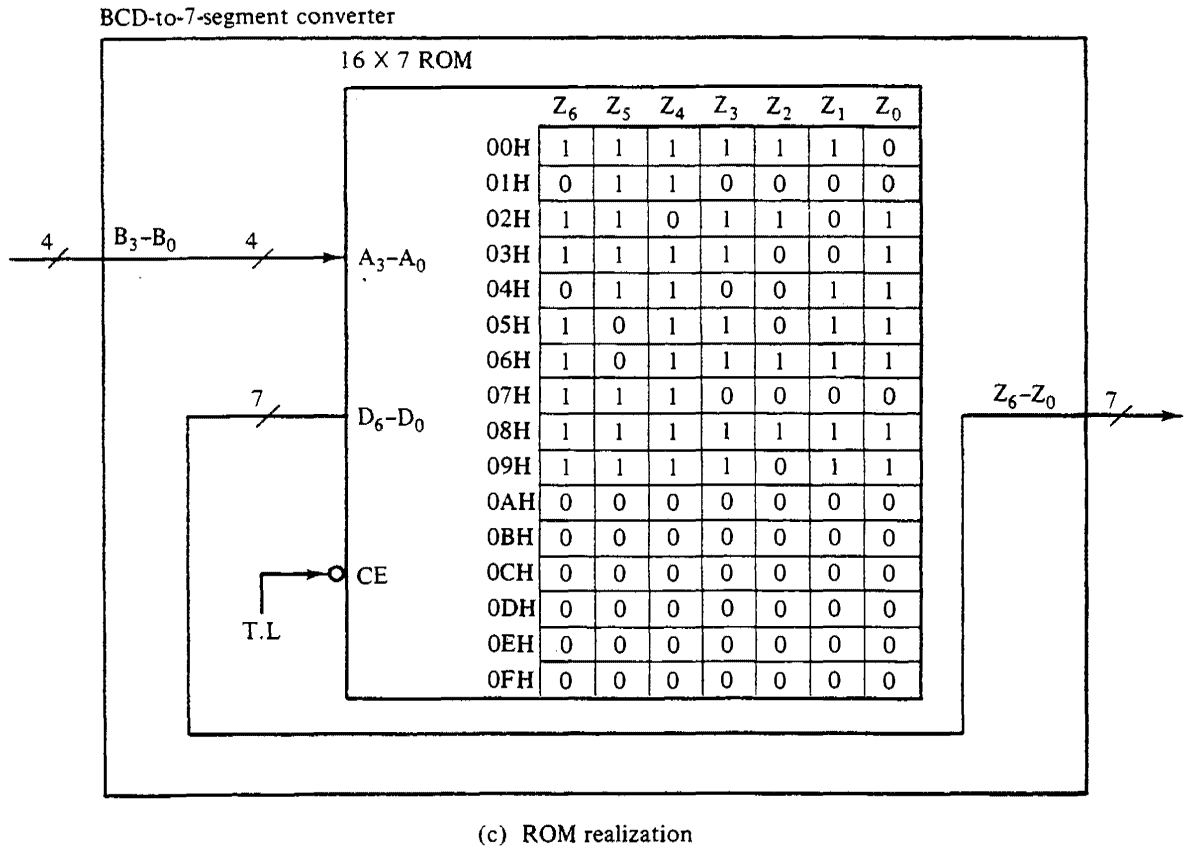 BCD-to-7-segment converter
16 X 7 ROM
Z6 Z5 Z4 Z3 Z2 Z1 Z0
00H 1 1 1 1 1 1 0
01H 0 1 1 0 0 0 0
02H 1 1 0 1 1 0 1
4 B3–B0 4 A3–A0
03H 1 1 1 1 0 0 1
04H 0 1 1 0 0 1 1
05H 1 0 1 1 0 1 1
06H 1 0 1 1 1 1 1
07H 1 1 1 0 0 0 0
7 D6–D0
Z6–Z0 7
08H 1 1 1 1 1 1 1
09H 1 1 1 1 0 1 1
0AH 0 0 0 0 0 0 0
0BH 0 0 0 0 0 0 0
0CH 0 0 0 0 0 0 0
CE
0DH 0 0 0 0 0 0 0
T.L
0EH 0 0 0 0 0 0 0
0FH 0 0 0 0 0 0 0
(c) ROM realization